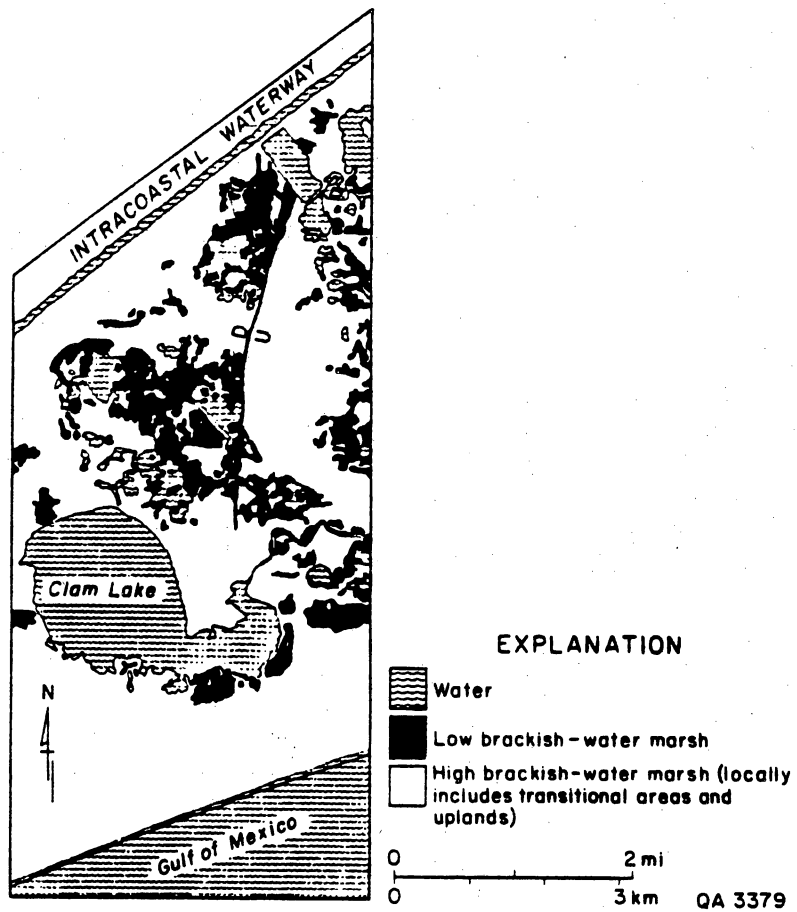 INTRACOASTAL WATERWAY
D U
Clam Lake
N
Gulf of Mexico
EXPLANATION
Water
Low brackish-water marsh
High brackish-water marsh (locally
includes transitional areas and
uplands)
0 2 mi
0 3 km
QA 3379